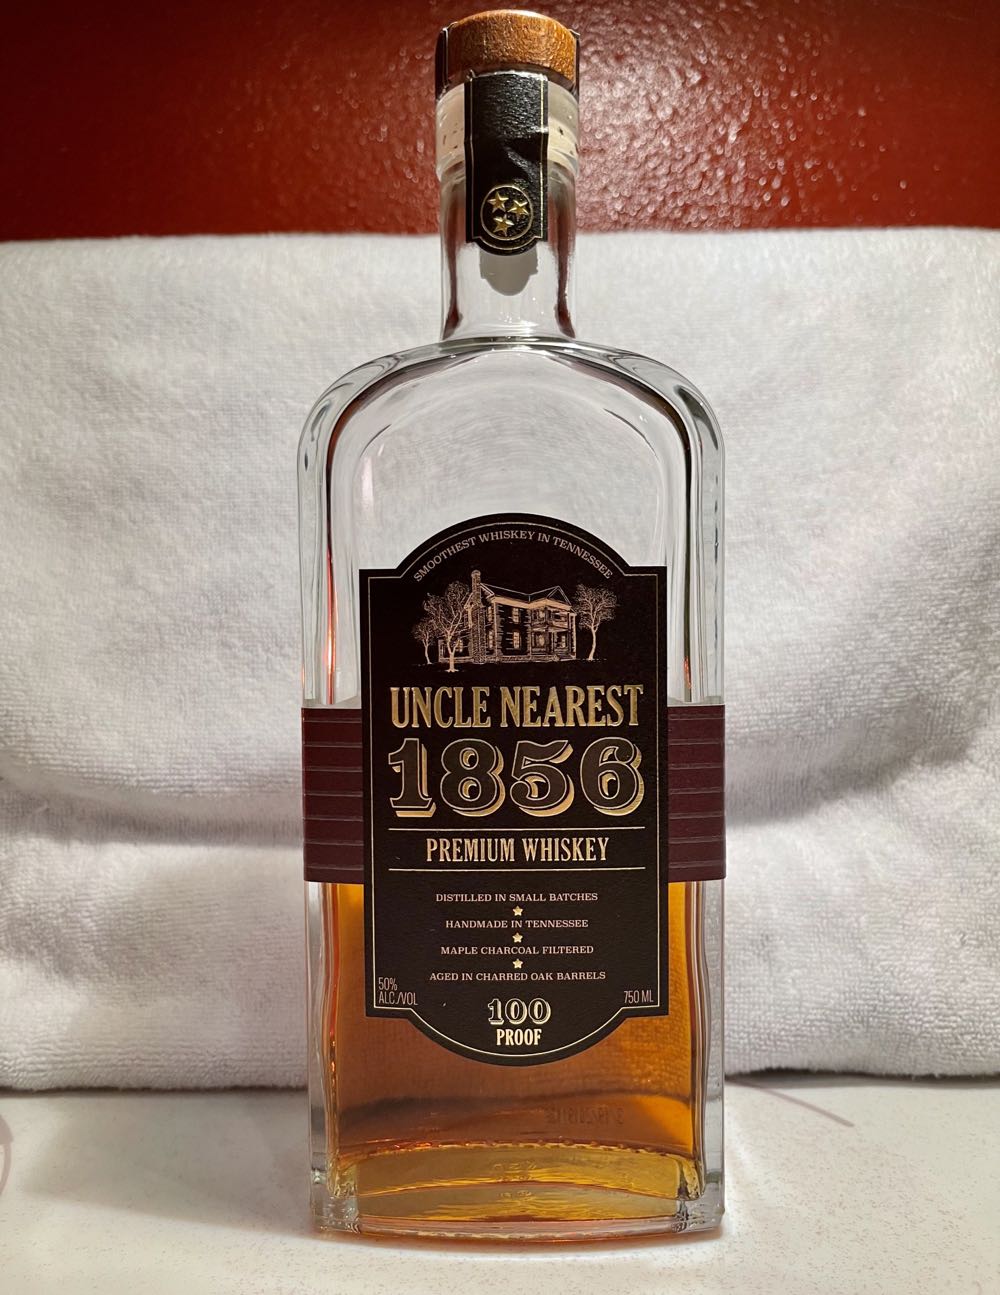 SMOOTHEST WHISKEY IN TENNESSEE
UNCLE NEAREST
1856
PREMIUM WHISKEY
DISTILLED IN SMALL BATCHES
HANDMADE IN TENNESSEE
MAPLE CHARCOAL FILTERED
AGED IN CHARRED OAK BARRELS
50%
ALC./VOL
750 ML
100
PROOF